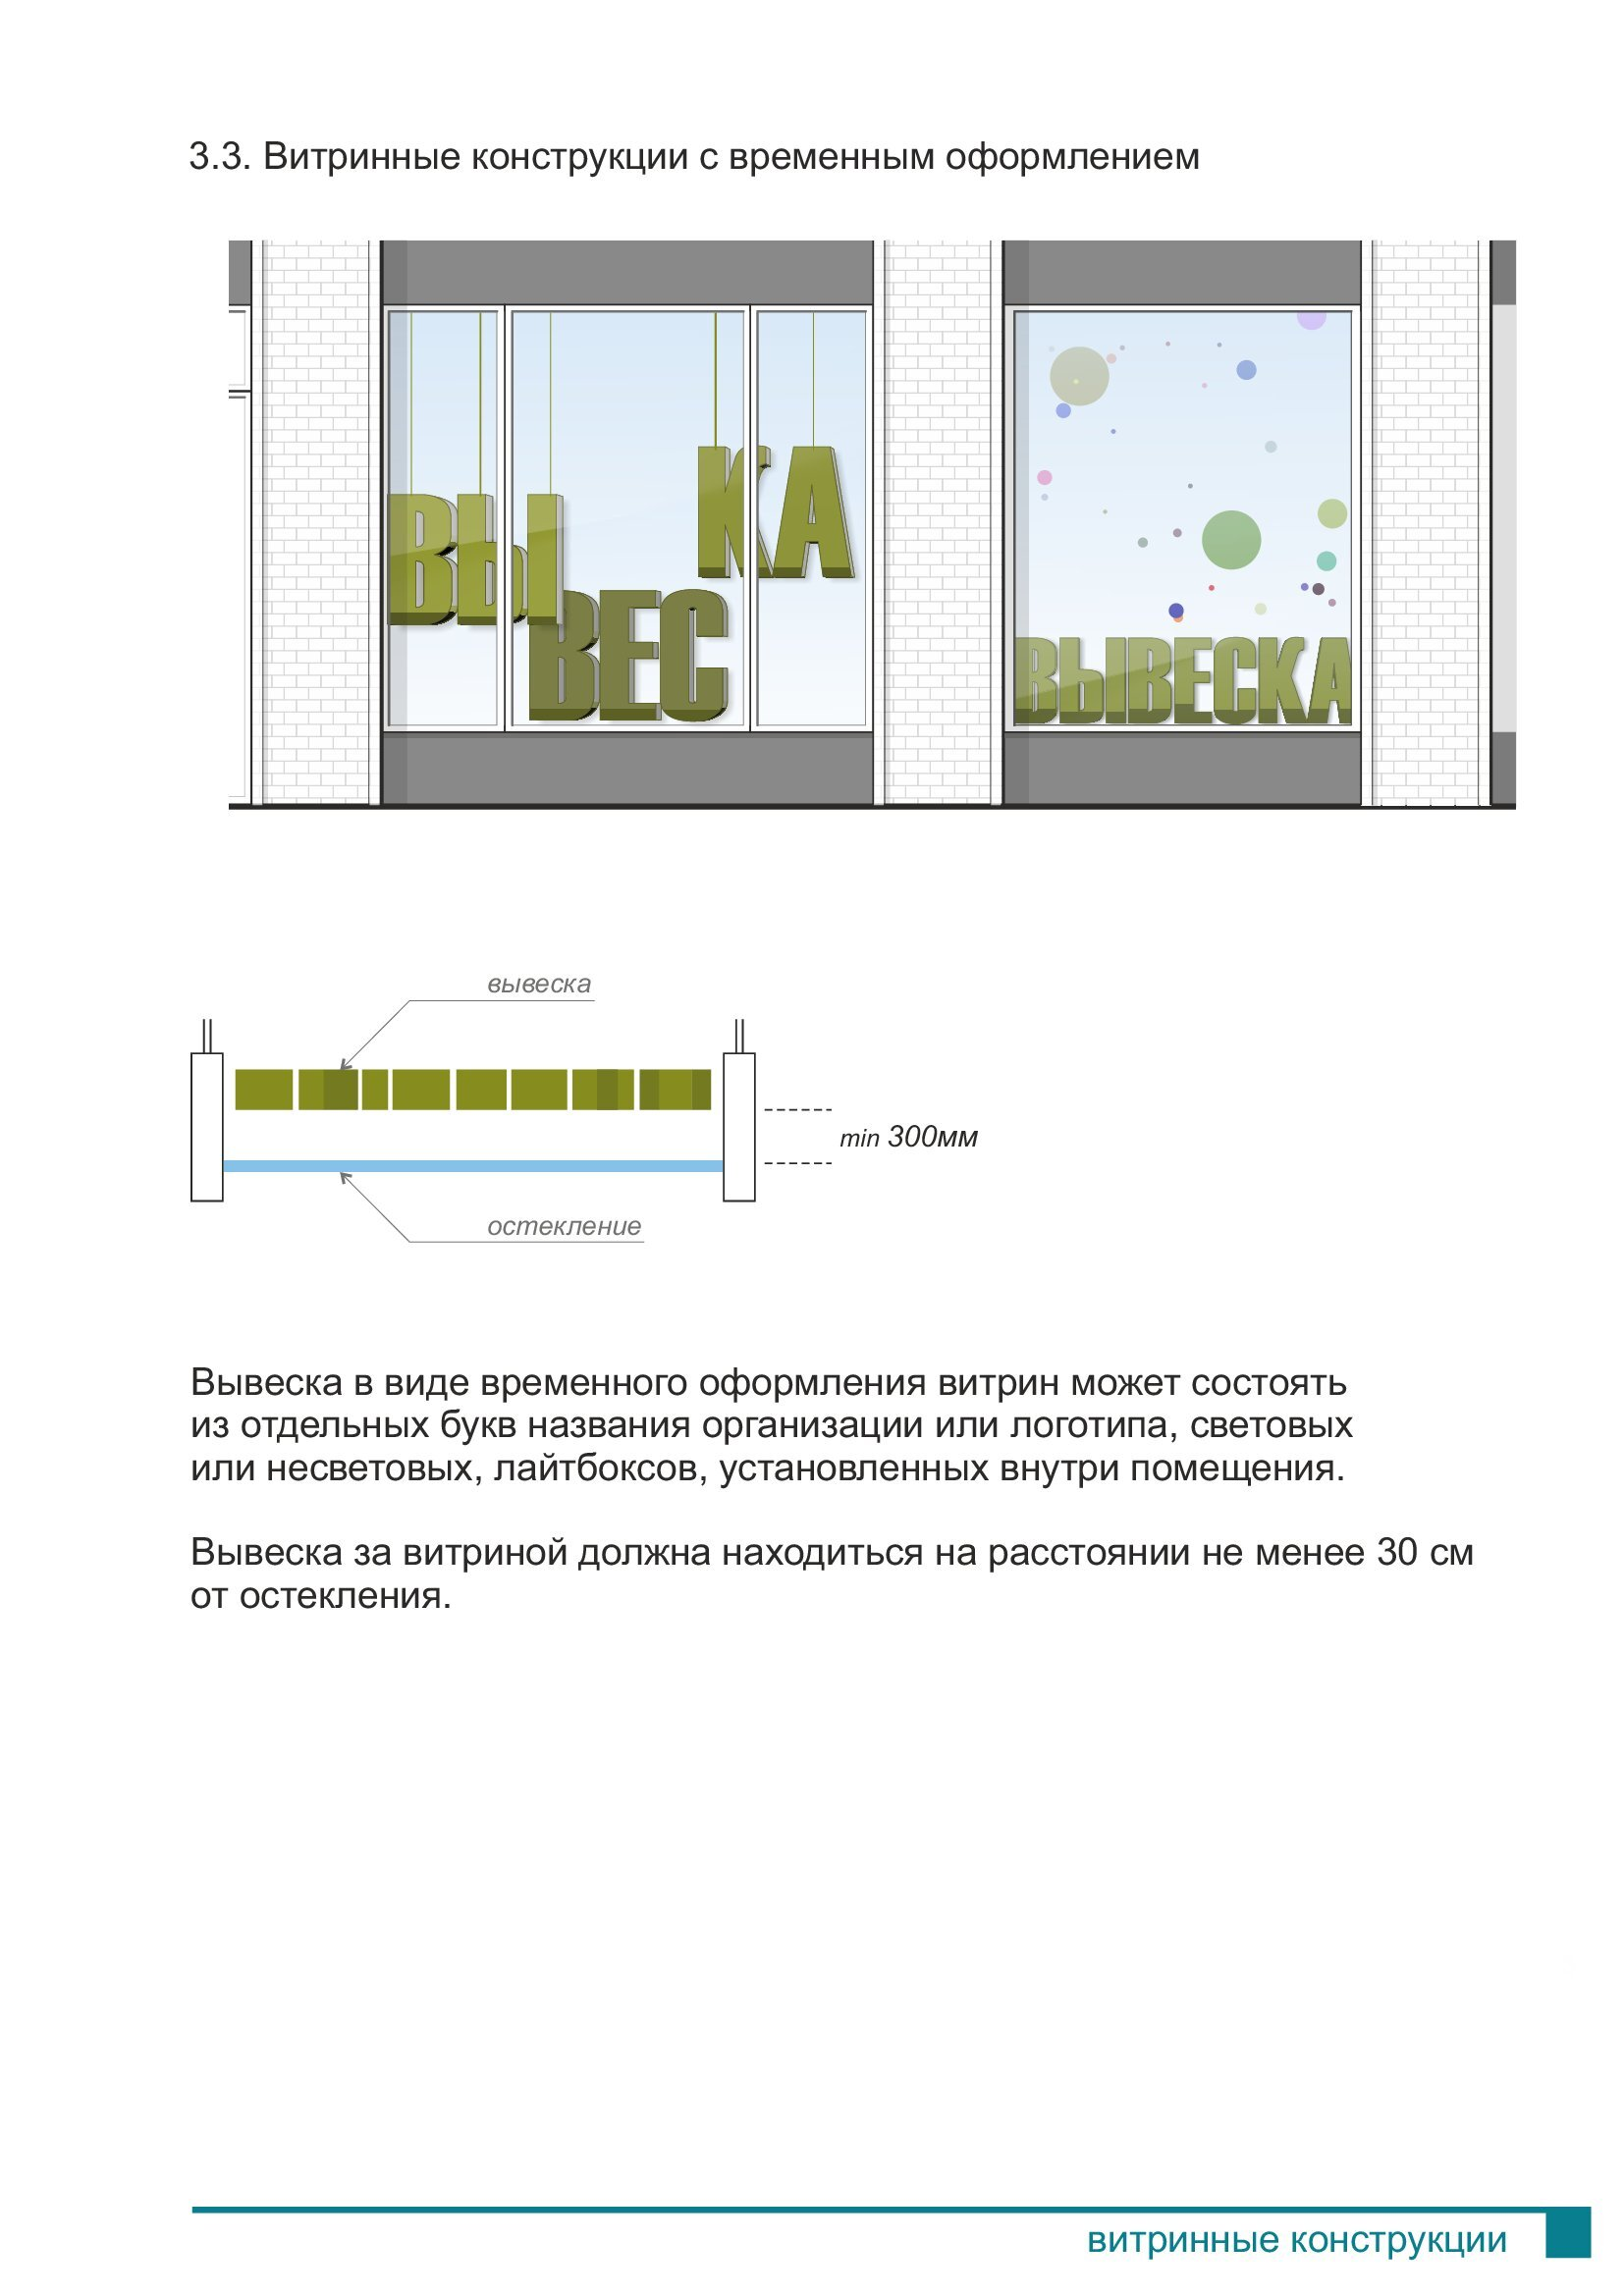 3.3. Витринные конструкции с временным оформлением
ВЫ
ВЕС
КА
ВЫВЕСКА
вывеска
min 300мм
остекление
Вывеска в виде временного оформления витрин может состоять
из отдельных букв названия организации или логотипа, световых
или несветовых, лайтбоксов, установленных внутри помещения.
Вывеска за витриной должна находиться на расстоянии не менее 30 см
от остекления.
витринные конструкции